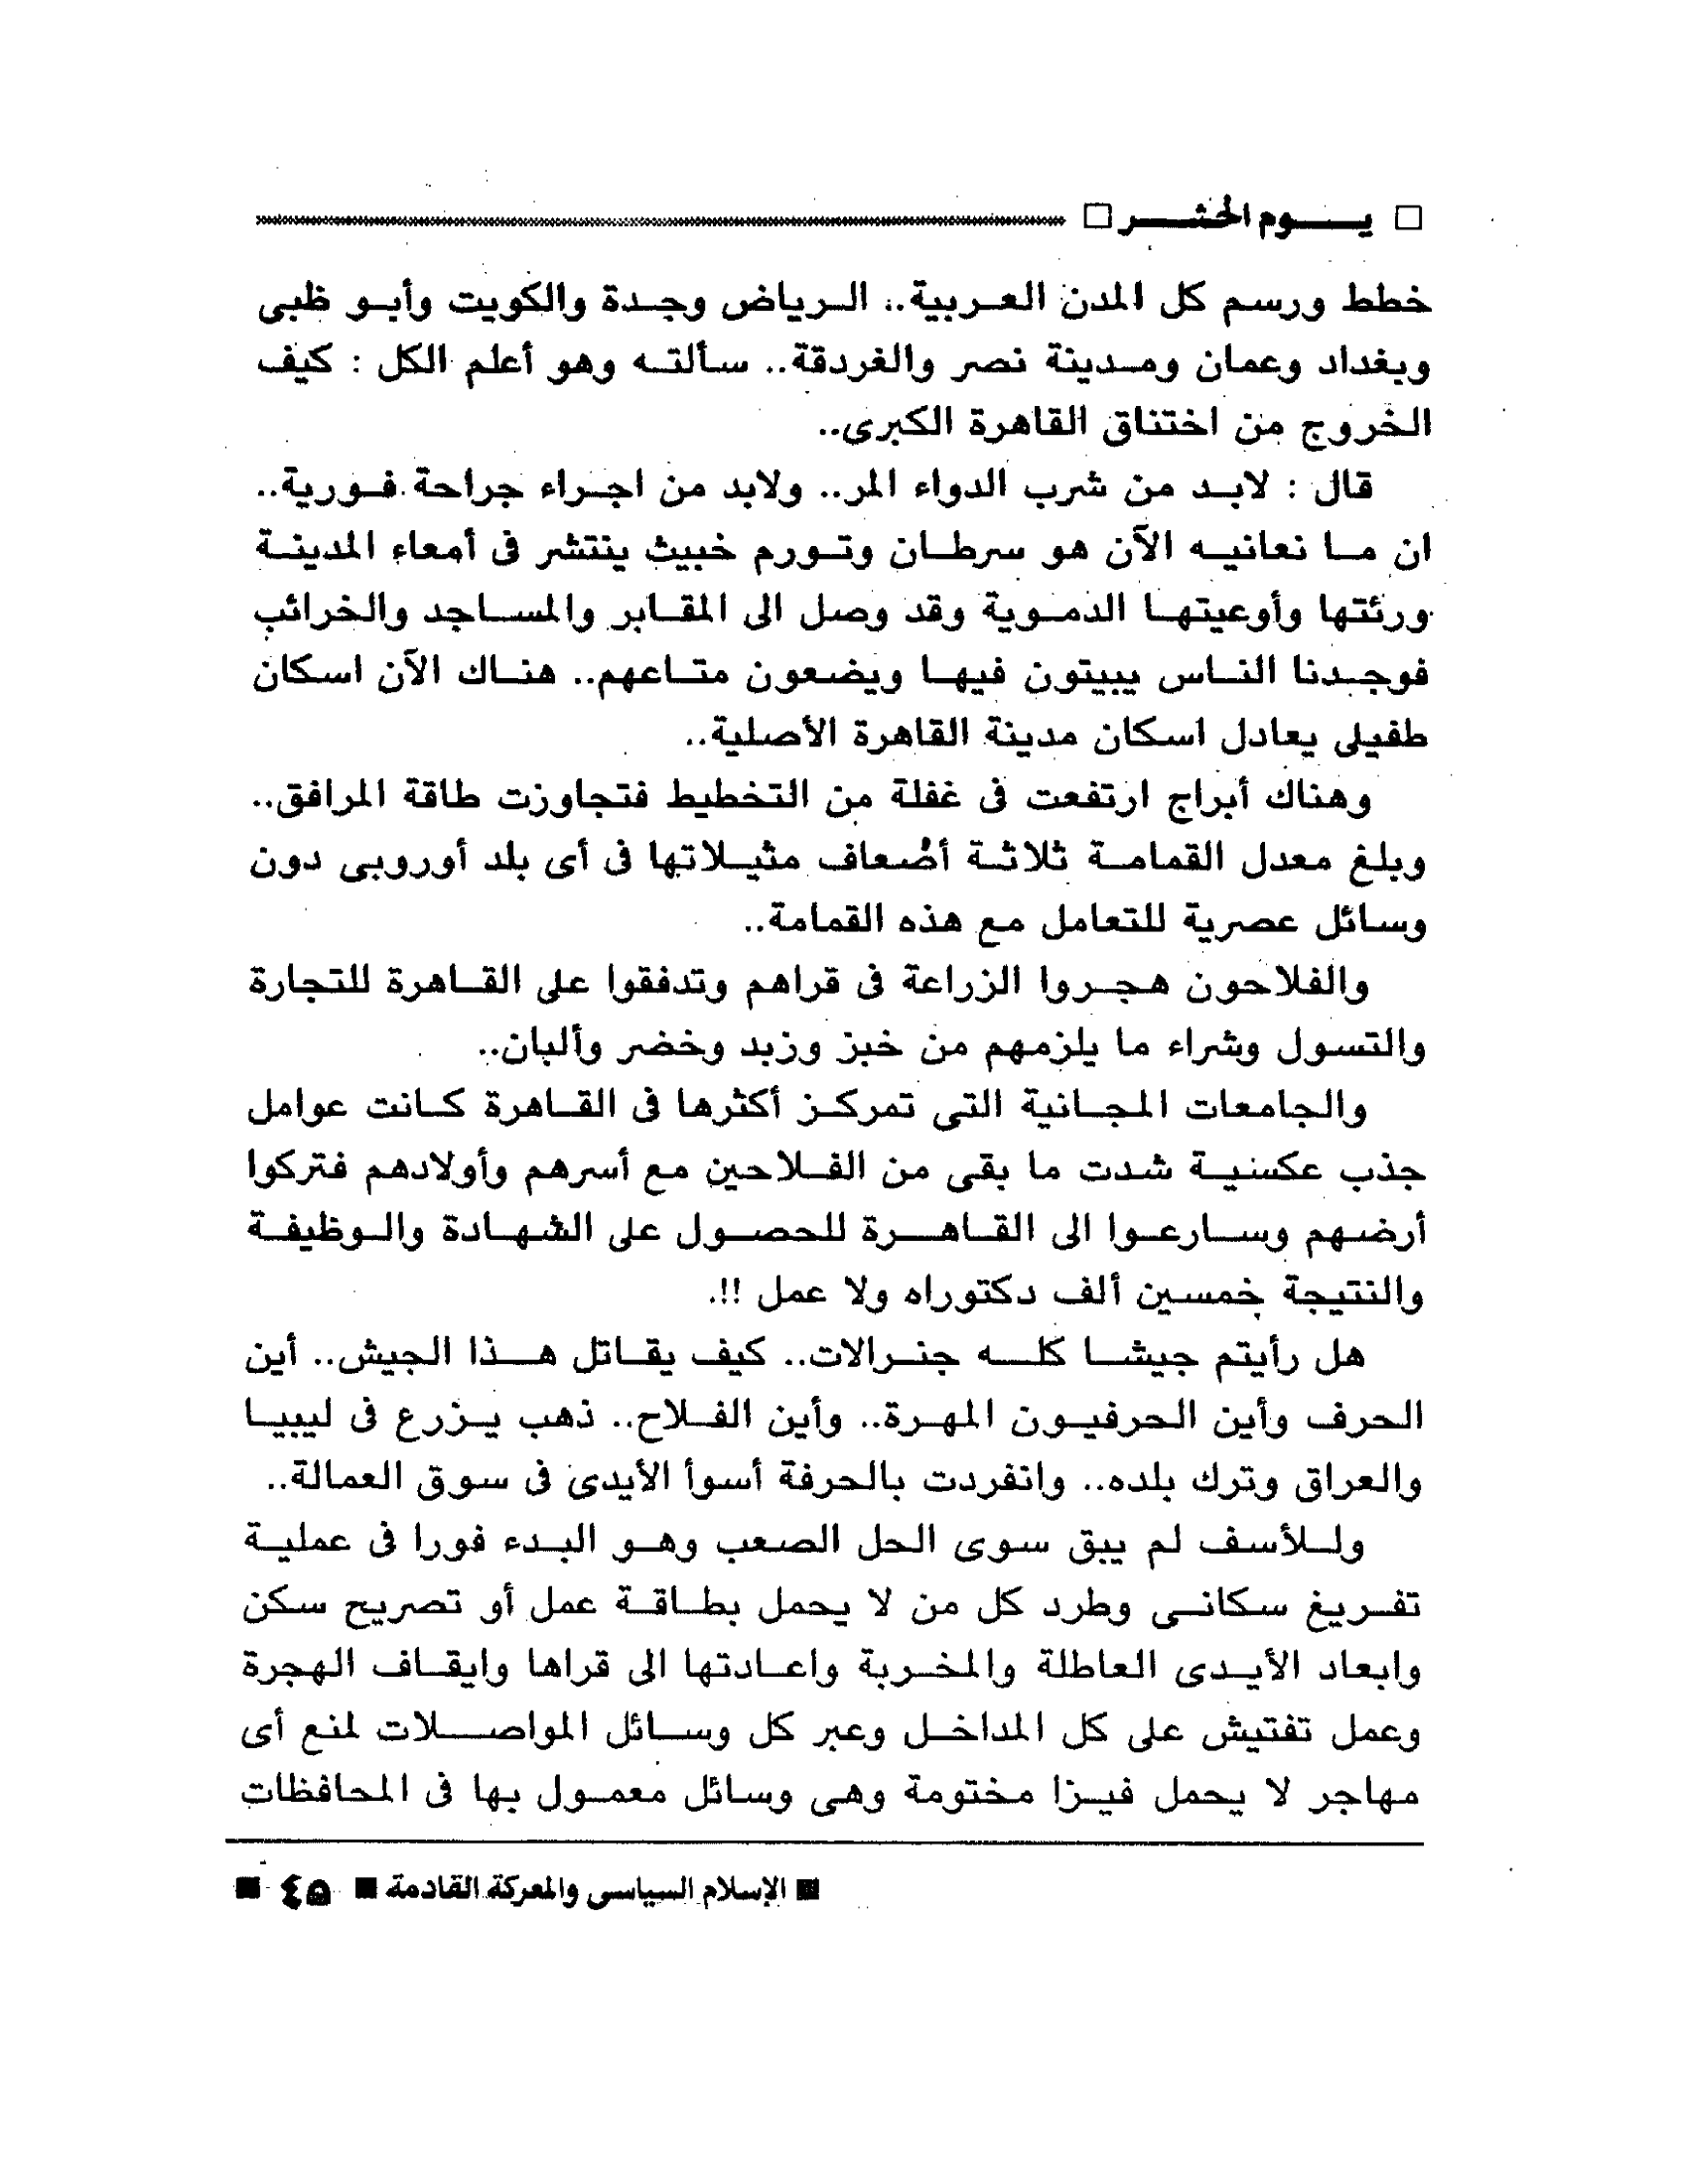 □ يـــوم الحشـــر □
خطط ورسم كل المدن العربية.. الرياض وجدة والكويت وأبو ظبى
وبغداد وعمان ومدينة نصر والغردقة.. سألته وهو أعلم الكل : كيف
الخروج من اختناق القاهرة الكبرى..
قال : لابد من شرب الدواء المر.. ولابد من اجراء جراحة فورية..
ان ما نعانيه الآن هو سرطان وتورم خبيث ينتشر فى أمعاء المدينة
ورئتها وأوعيتها الدموية وقد وصل الى المقابر والمساجد والخرائب
فوجدنا الناس يبيتون فيها ويضعون متاعهم.. هناك الآن اسكان
طفيلى يعادل اسكان مدينة القاهرة الأصلية..
وهناك أبراج ارتفعت فى غفلة من التخطيط فتجاوزت طاقة المرافق..
وبلغ معدل القمامة ثلاثة أضعاف مثيلاتها فى أى بلد أوروبى دون
وسائل عصرية للتعامل مع هذه القمامة..
والفلاحون هجروا الزراعة فى قراهم وتدفقوا على القاهرة للتجارة
والتسول وشراء ما يلزمهم من خبز وزبد وخضر وألبان..
والجامعات المجانية التى تمركز أكثرها فى القاهرة كانت عوامل
جذب عكسية شدت ما بقى من الفلاحين مع أسرهم وأولادهم فتركوا
أرضهم وسارعوا الى القاهرة للحصول على الشهادة والوظيفة
والنتيجة خمسين ألف دكتوراه ولا عمل !!.
هل رأيتم جيشا كله جنرالات.. كيف يقاتل هذا الجيش.. أين
الحرف وأين الحرفيون المهرة.. وأين الفلاح.. ذهب يزرع فى ليبيا
والعراق وترك بلده.. وانفردت بالحرفة أسوأ الأيدى فى سوق العمالة..
وللأسف لم يبق سوى الحل الصعب وهو البدء فورا فى عملية
تفريغ سكانى وطرد كل من لا يحمل بطاقة عمل أو تصريح سكن
وابعاد الأيدى العاطلة والمخربة واعادتها الى قراها وايقاف الهجرة
وعمل تفتيش على كل المداخل وعبر كل وسائل المواصلات لمنع أى
مهاجر لا يحمل فيزا مختومة وهى وسائل معمول بها فى المحافظات
■ الإسلام السياسى والمعركة القادمة ■ ٤٥ ■